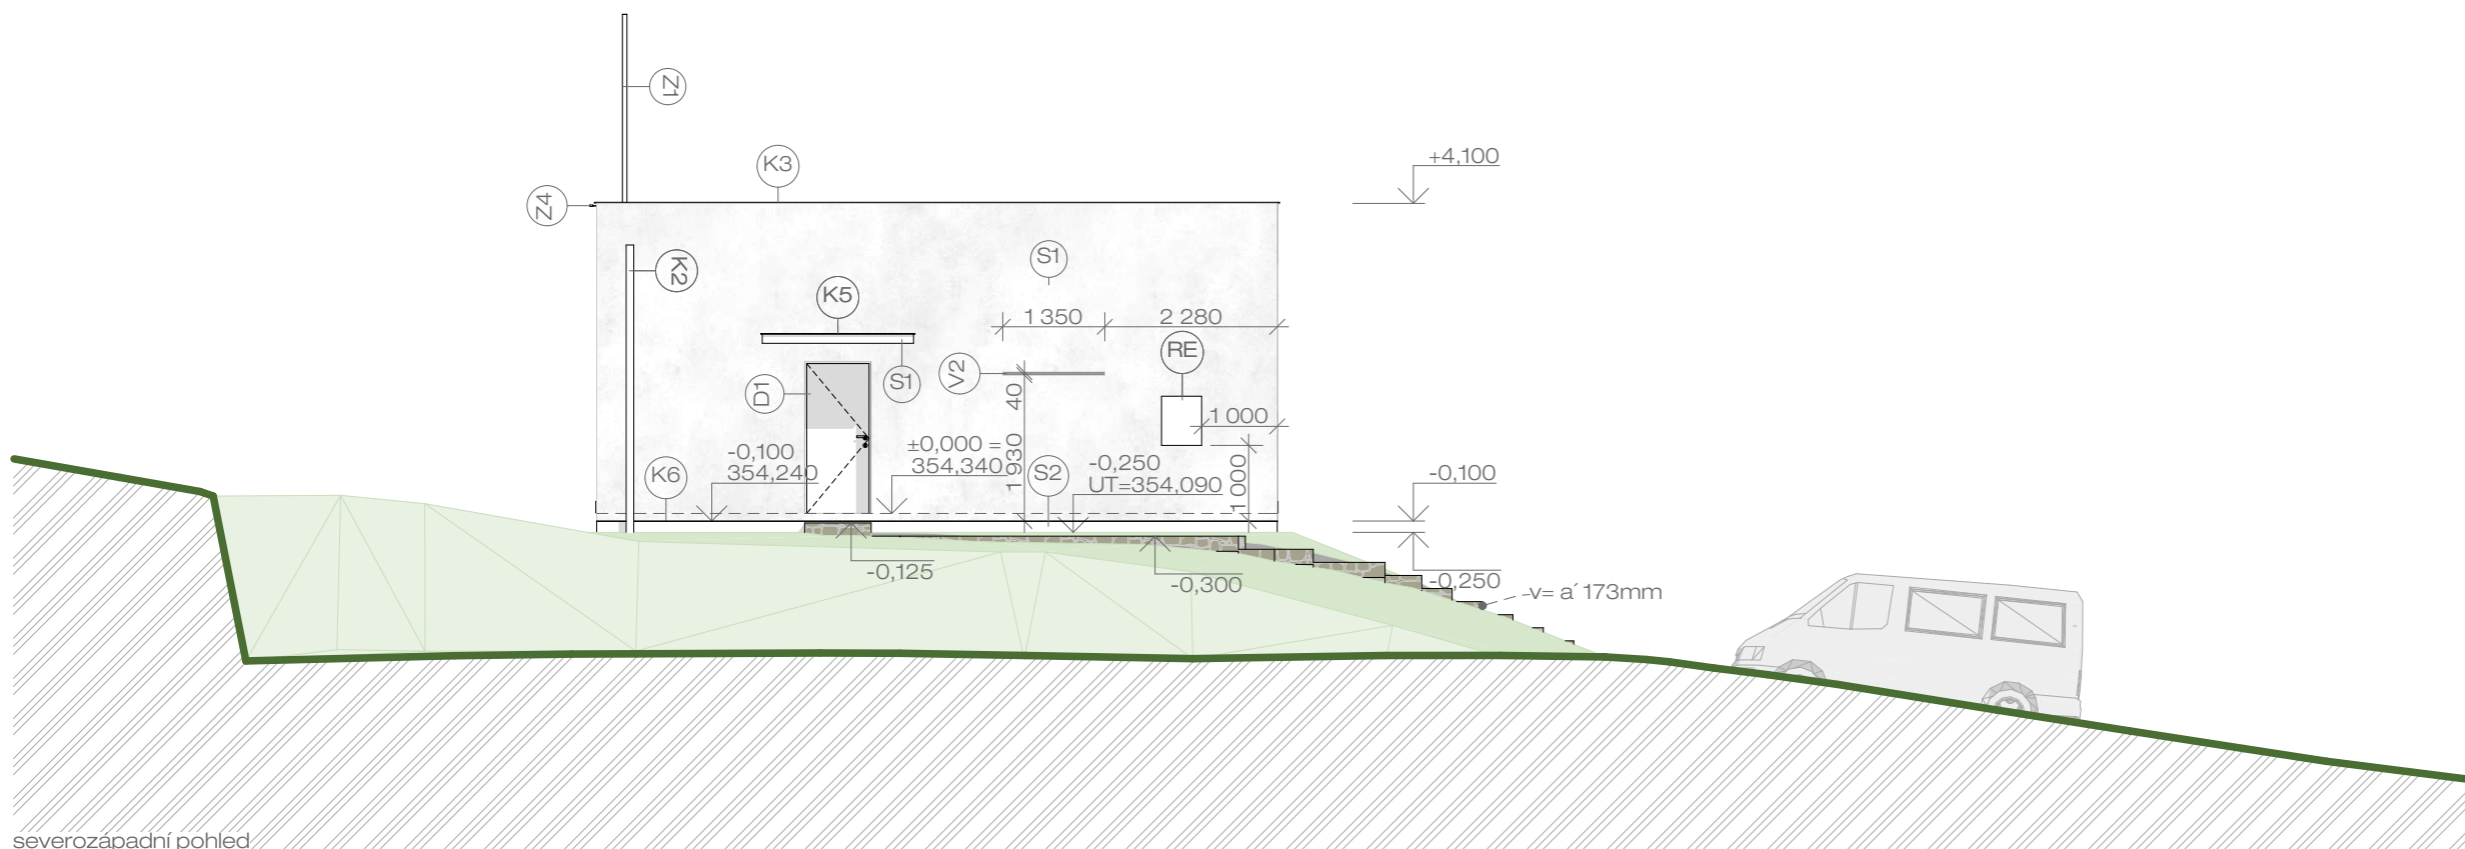 Z1
K3
+4,100
Z4
S1
K2
K5
1 350
2 280
RE
V2
S1
D1
40
1 000
±0,000 =
354,340
1 930
-0,100
354,240
K6
S2
-0,250
UT=354,090
1 000
-0,100
-0,125
-0,300
-0,250
v= a´ 173mm
severozápadní pohled